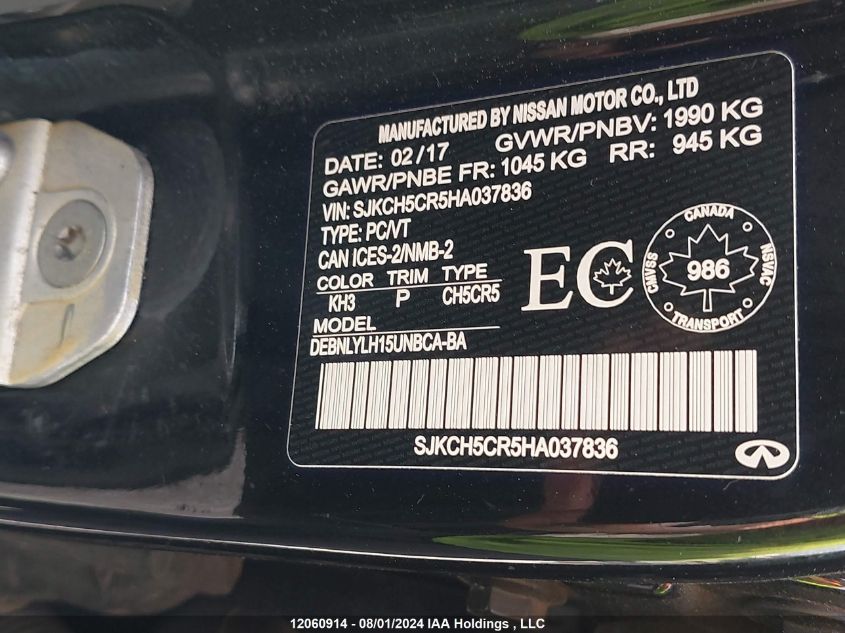 MANUFACTURED BY NISSAN MOTOR CO., LTD
DATE: 02/17 GVWR/PNBV: 1990 KG
GAWR/PNBE FR: 1045 KG RR: 945 KG
VIN: SJKCH5CR5HA037836
TYPE: PC/VT
CAN ICES-2/NMB-2
COLOR TRIM TYPE
KH3 P CH5CR5
MODEL
DEBNLYLH15UNBCA-BA
EC
CANADA
CMVSS 986 NSVAC
TRANSPORT
SJKCH5CR5HA037836
12060914 - 08/01/2024 IAA Holdings , LLC